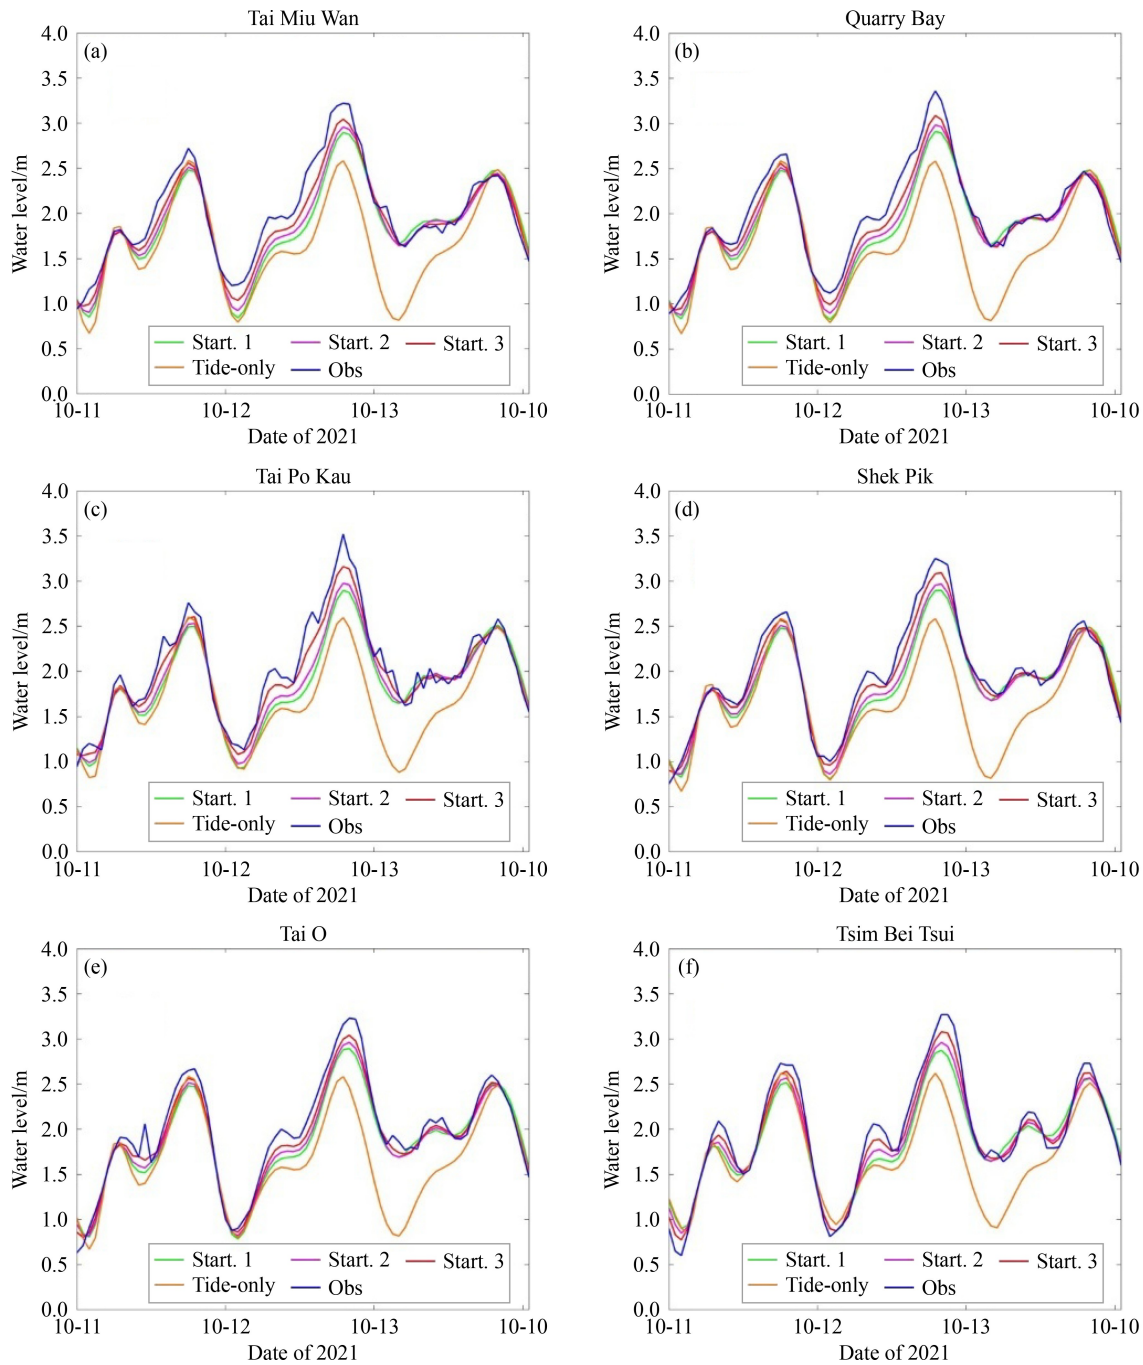 Tai Miu Wan
(a)
4.0
3.5
3.0
2.5
2.0
1.5
1.0
0.5
0.0
Water level/m
Start. 1 Start. 2 Start. 3
Tide-only Obs
10-11 10-12 10-13 10-10
Date of 2021
Quarry Bay
(b)
4.0
3.5
3.0
2.5
2.0
1.5
1.0
0.5
0.0
Water level/m
Start. 1 Start. 2 Start. 3
Tide-only Obs
10-11 10-12 10-13 10-10
Date of 2021
Tai Po Kau
(c)
4.0
3.5
3.0
2.5
2.0
1.5
1.0
0.5
0.0
Water level/m
Start. 1 Start. 2 Start. 3
Tide-only Obs
10-11 10-12 10-13 10-10
Date of 2021
Shek Pik
(d)
4.0
3.5
3.0
2.5
2.0
1.5
1.0
0.5
0.0
Water level/m
Start. 1 Start. 2 Start. 3
Tide-only Obs
10-11 10-12 10-13 10-10
Date of 2021
Tai O
(e)
4.0
3.5
3.0
2.5
2.0
1.5
1.0
0.5
0.0
Water level/m
Start. 1 Start. 2 Start. 3
Tide-only Obs
10-11 10-12 10-13 10-10
Date of 2021
Tsim Bei Tsui
(f)
4.0
3.5
3.0
2.5
2.0
1.5
1.0
0.5
0.0
Water level/m
Start. 1 Start. 2 Start. 3
Tide-only Obs
10-11 10-12 10-13 10-10
Date of 2021